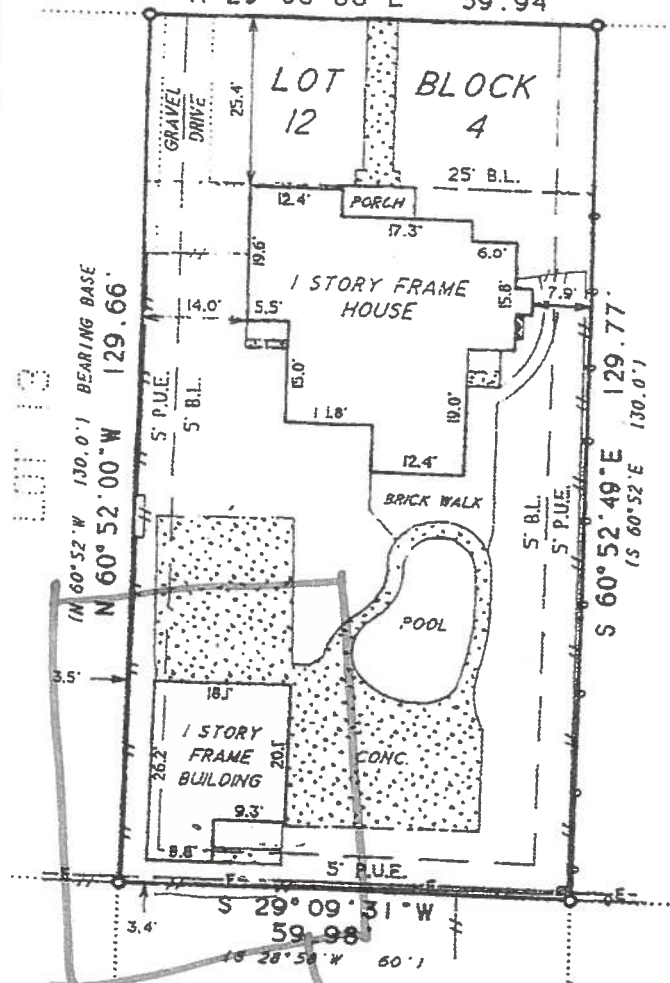 59.94
LOT
12
BLOCK
4
GRAVEL
DRIVE
25.4'
25' B.L.
12.4'
PORCH
17.3'
6.0'
19.6'
1 STORY FRAME
HOUSE
15.8'
7.9'
14.0'
5.5'
15.0'
11.8'
19.0'
12.4'
BRICK WALK
5' P.U.E.
5' B.L.
LOT 13
(N 60°52'W 130.0') BEARING BASE
N 60°52'00"W 129.66'
5' B.L.
5' P.U.E.
S 60°52'49"E 129.77'
(S 60°52'E 130.0')
POOL
3.5'
18.1'
1 STORY
FRAME
BUILDING
26.2'
20.1'
CONC.
9.3'
8.8'
5' P.U.E.
E
E
E
E
S 29°09'31"W
59.98'
3.4'
(S 28°58'W 60')